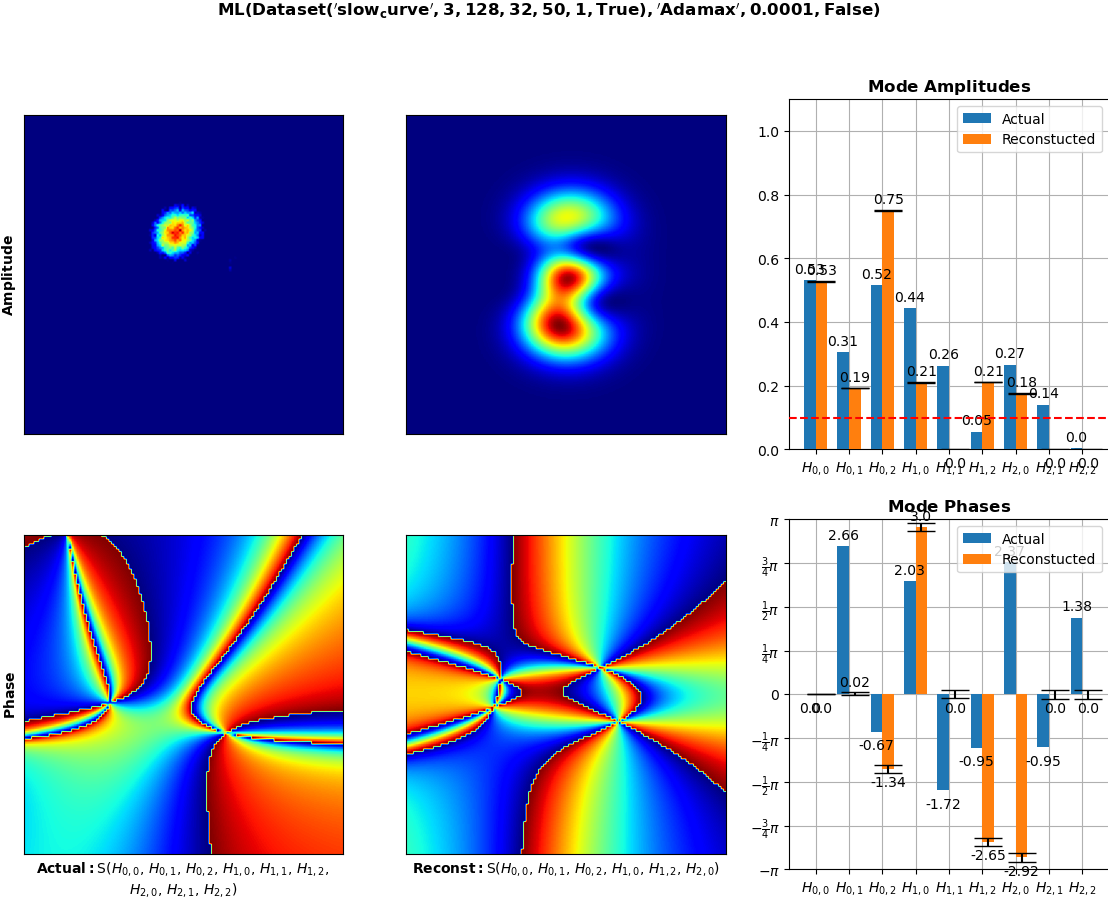 ML(Dataset('slow_curve', 3, 128, 32, 50, 1, True), 'Adamax', 0.0001, False)
Amplitude
Mode Amplitudes
Actual
Reconstucted
1.0
0.8
0.6
0.4
0.2
0.0
0.53
0.53
0.31
0.19
0.52
0.75
0.44
0.21
0.26
0.0
0.05
0.21
0.27
0.18
0.14
0.0
0.0
0.0
H0,0 H0,1 H0,2 H1,0 H1,1 H1,2 H2,0 H2,1 H2,2
Phase
Mode Phases
Actual
Reconstucted
π
3/4π
1/2π
1/4π
0
−1/4π
−1/2π
−3/4π
−π
0.0
0.0
2.66
0.02
-0.67
-1.34
2.03
3.0
-1.72
0.0
-0.95
-2.65
2.37
-2.92
-0.95
0.0
1.38
0.0
H0,0 H0,1 H0,2 H1,0 H1,1 H1,2 H2,0 H2,1 H2,2
Actual: S(H0,0, H0,1, H0,2, H1,0, H1,1, H1,2,
H2,0, H2,1, H2,2)
Reconst: S(H0,0, H0,1, H0,2, H1,0, H1,2, H2,0)